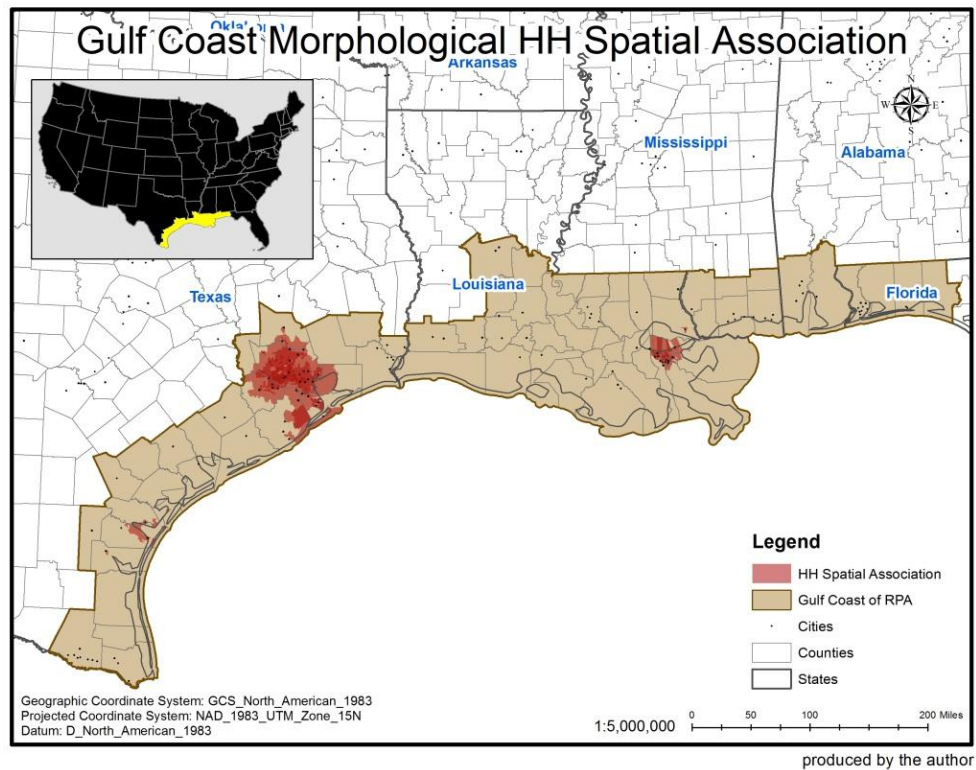 Gulf Coast Morphological HH Spatial Association
Oklahoma
Arkansas
N
W E
S
Mississippi
Alabama
Texas
Louisiana
Florida
Legend
HH Spatial Association
Gulf Coast of RPA
Cities
Counties
States
Geographic Coordinate System: GCS_North_American_1983
Projected Coordinate System: NAD_1983_UTM_Zone_15N
Datum: D_North_American_1983
1:5,000,000
0 50 100 200 Miles
produced by the author